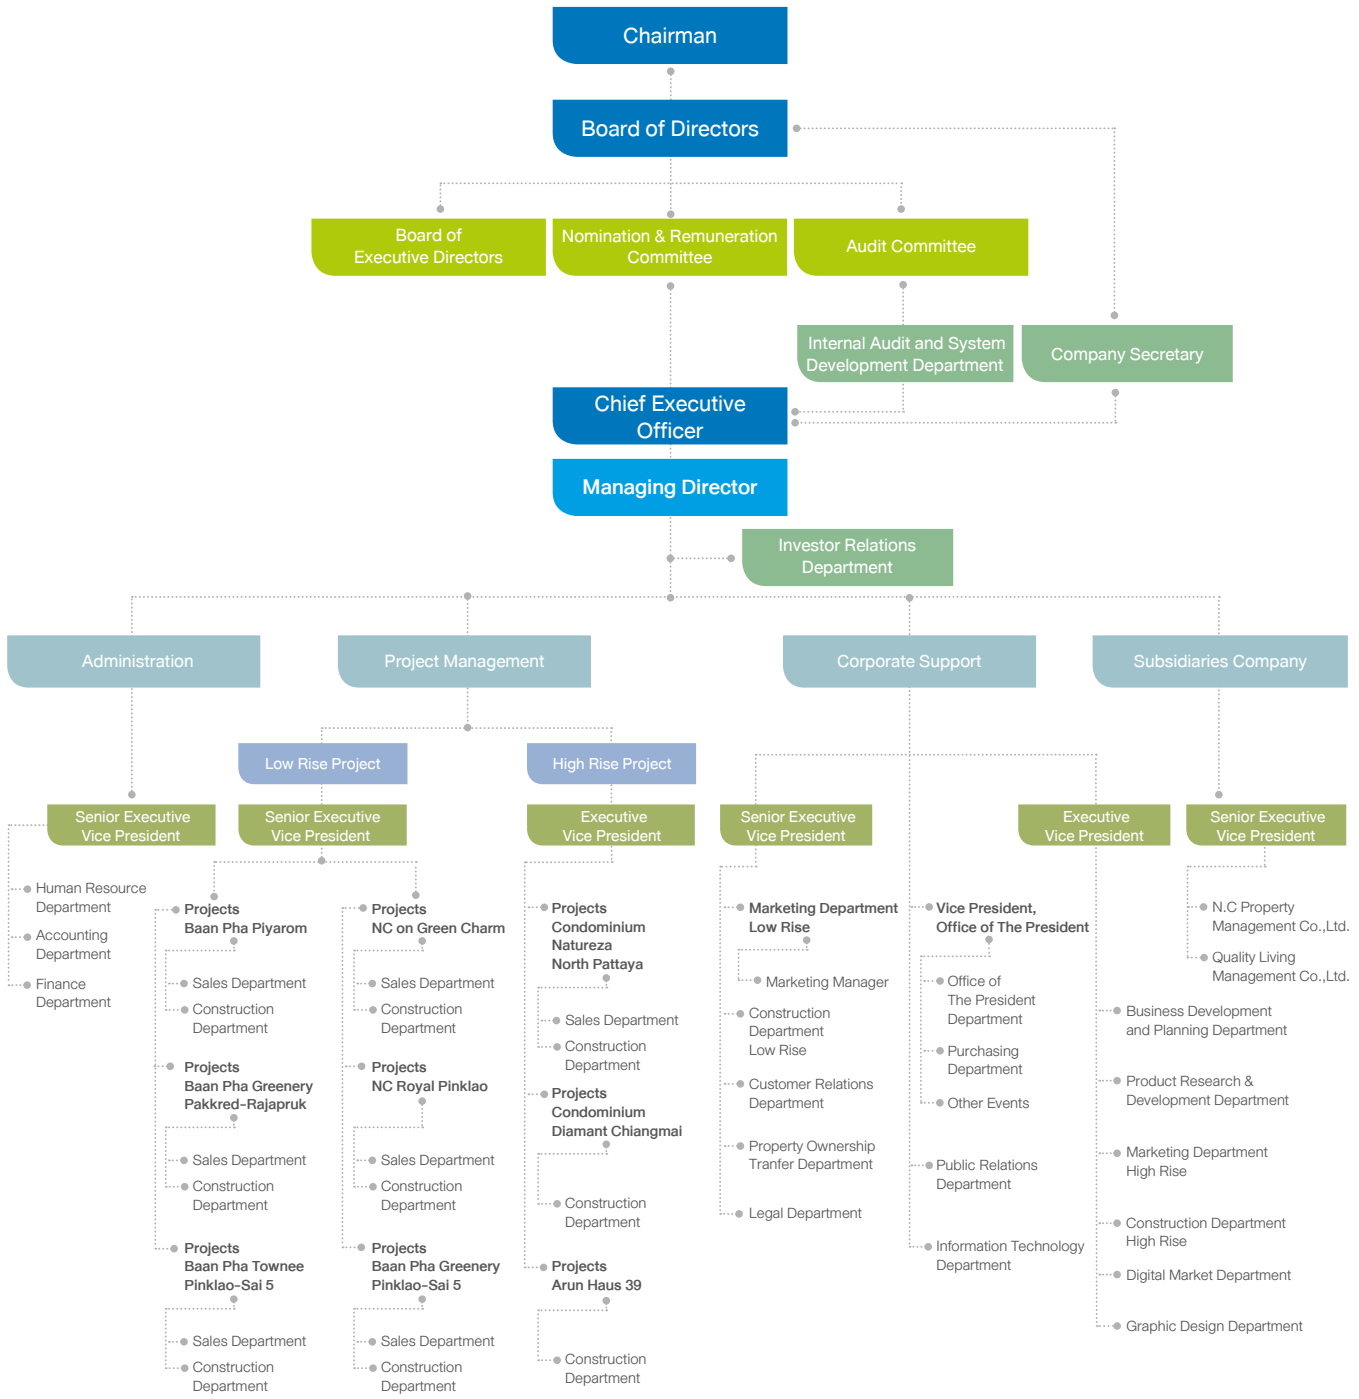 Chairman
Board of Directors
Board of
Executive Directors
Nomination & Remuneration
Committee
Audit Committee
Internal Audit and System
Development Department
Company Secretary
Chief Executive
Officer
Managing Director
Investor Relations
Department
Administration
Project Management
Corporate Support
Subsidiaries Company
Low Rise Project
High Rise Project
Senior Executive
Vice President
Senior Executive
Vice President
Executive
Vice President
Senior Executive
Vice President
Executive
Vice President
Senior Executive
Vice President
Human Resource
Department
Accounting
Department
Finance
Department
Projects
Baan Pha Piyarom
Sales Department
Construction
Department
Projects
Baan Pha Greenery
Pakkred-Rajapruk
Sales Department
Construction
Department
Projects
Baan Pha Townee
Pinklao-Sai 5
Sales Department
Construction
Department
Projects
NC on Green Charm
Sales Department
Construction
Department
Projects
NC Royal Pinklao
Sales Department
Construction
Department
Projects
Baan Pha Greenery
Pinklao-Sai 5
Sales Department
Construction
Department
Projects
Condominium
Natureza
North Pattaya
Sales Department
Construction
Department
Projects
Condominium
Diamant Chiangmai
Construction
Department
Projects
Arun Haus 39
Construction
Department
Marketing Department
Low Rise
Marketing Manager
Construction
Department
Low Rise
Customer Relations
Department
Property Ownership
Tranfer Department
Legal Department
Vice President,
Office of The President
Office of
The President
Department
Purchasing
Department
Other Events
Public Relations
Department
Information Technology
Department
Business Development
and Planning Department
Product Research &
Development Department
Marketing Department
High Rise
Construction Department
High Rise
Digital Market Department
Graphic Design Department
N.C Property
Management Co.,Ltd.
Quality Living
Management Co.,Ltd.